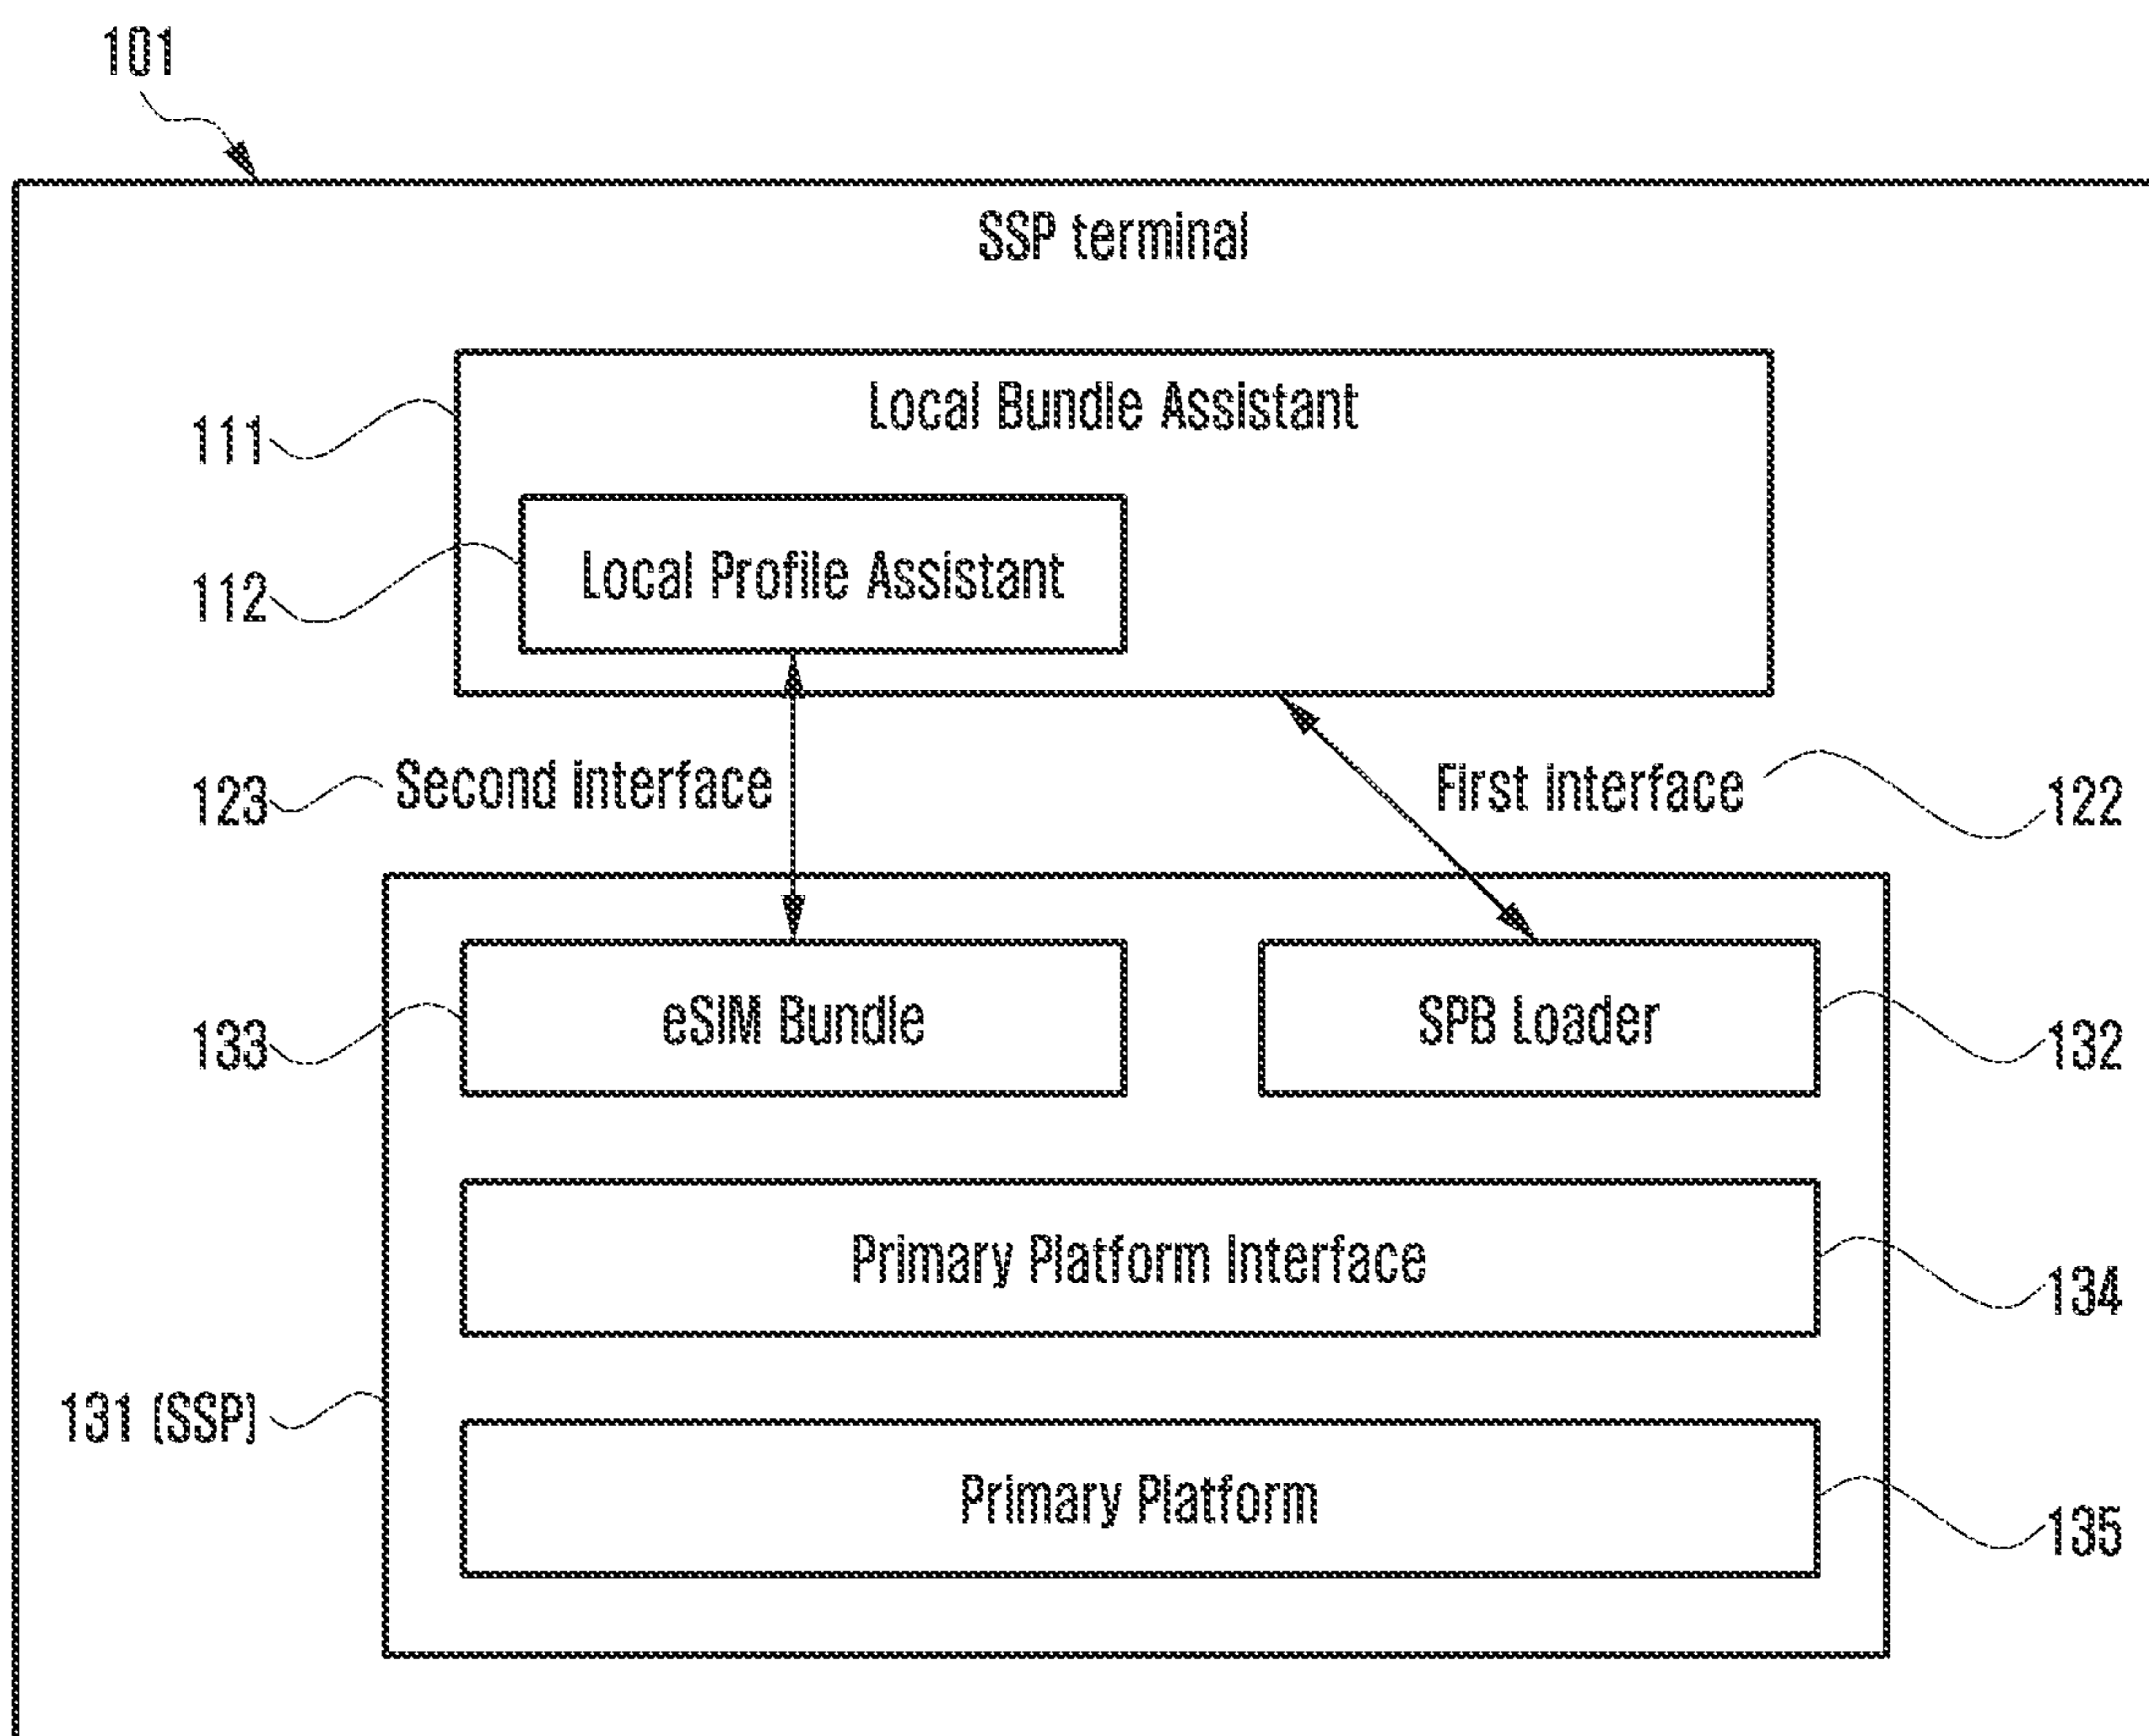 101
SSP terminal
Local Bundle Assistant
111
Local Profile Assistant
112
123
Second interface
First interface
122
eSIM Bundle
SPB Loader
133
132
Primary Platform Interface
134
131 (SSP)
Primary Platform
135